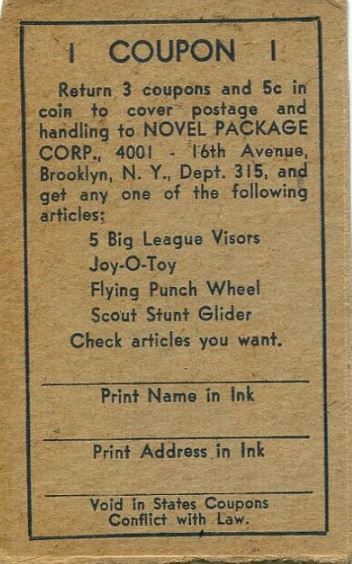 1 COUPON 1
Return 3 coupons and 5c in
coin to cover postage and
handling to NOVEL PACKAGE
CORP., 4001 - 16th Avenue,
Brooklyn, N. Y., Dept. 315, and
get any one of the following
articles:
5 Big League Visors
Joy-O-Toy
Flying Punch Wheel
Scout Stunt Glider
Check articles you want.
Print Name in Ink
Print Address in Ink
Void in States Coupons
Conflict with Law.